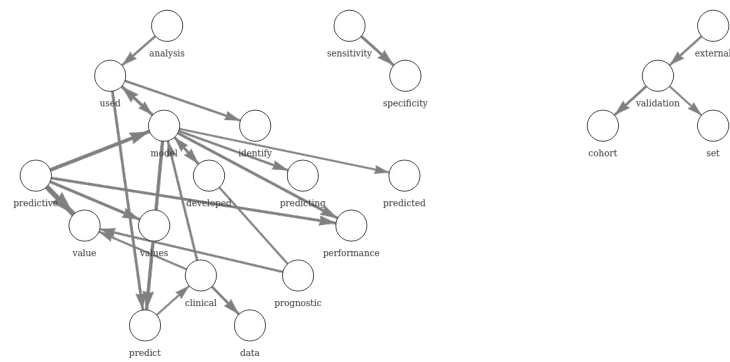 analysis
sensitivity
external
used
specificity
validation
model
identify
cohort
set
predictive
developed
predicting
predicted
value
values
performance
clinical
prognostic
predict
data